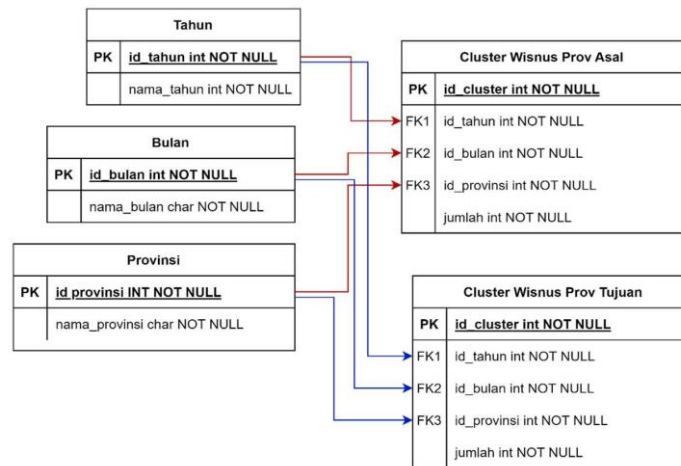 Tahun
PK id_tahun int NOT NULL
nama_tahun int NOT NULL
Bulan
PK id_bulan int NOT NULL
nama_bulan char NOT NULL
Provinsi
PK id provinsi INT NOT NULL
nama_provinsi char NOT NULL
Cluster Wisnus Prov Asal
PK id_cluster int NOT NULL
FK1 id_tahun int NOT NULL
FK2 id_bulan int NOT NULL
FK3 id_provinsi int NOT NULL
jumlah int NOT NULL
Cluster Wisnus Prov Tujuan
PK id_cluster int NOT NULL
FK1 id_tahun int NOT NULL
FK2 id_bulan int NOT NULL
FK3 id_provinsi int NOT NULL
jumlah int NOT NULL